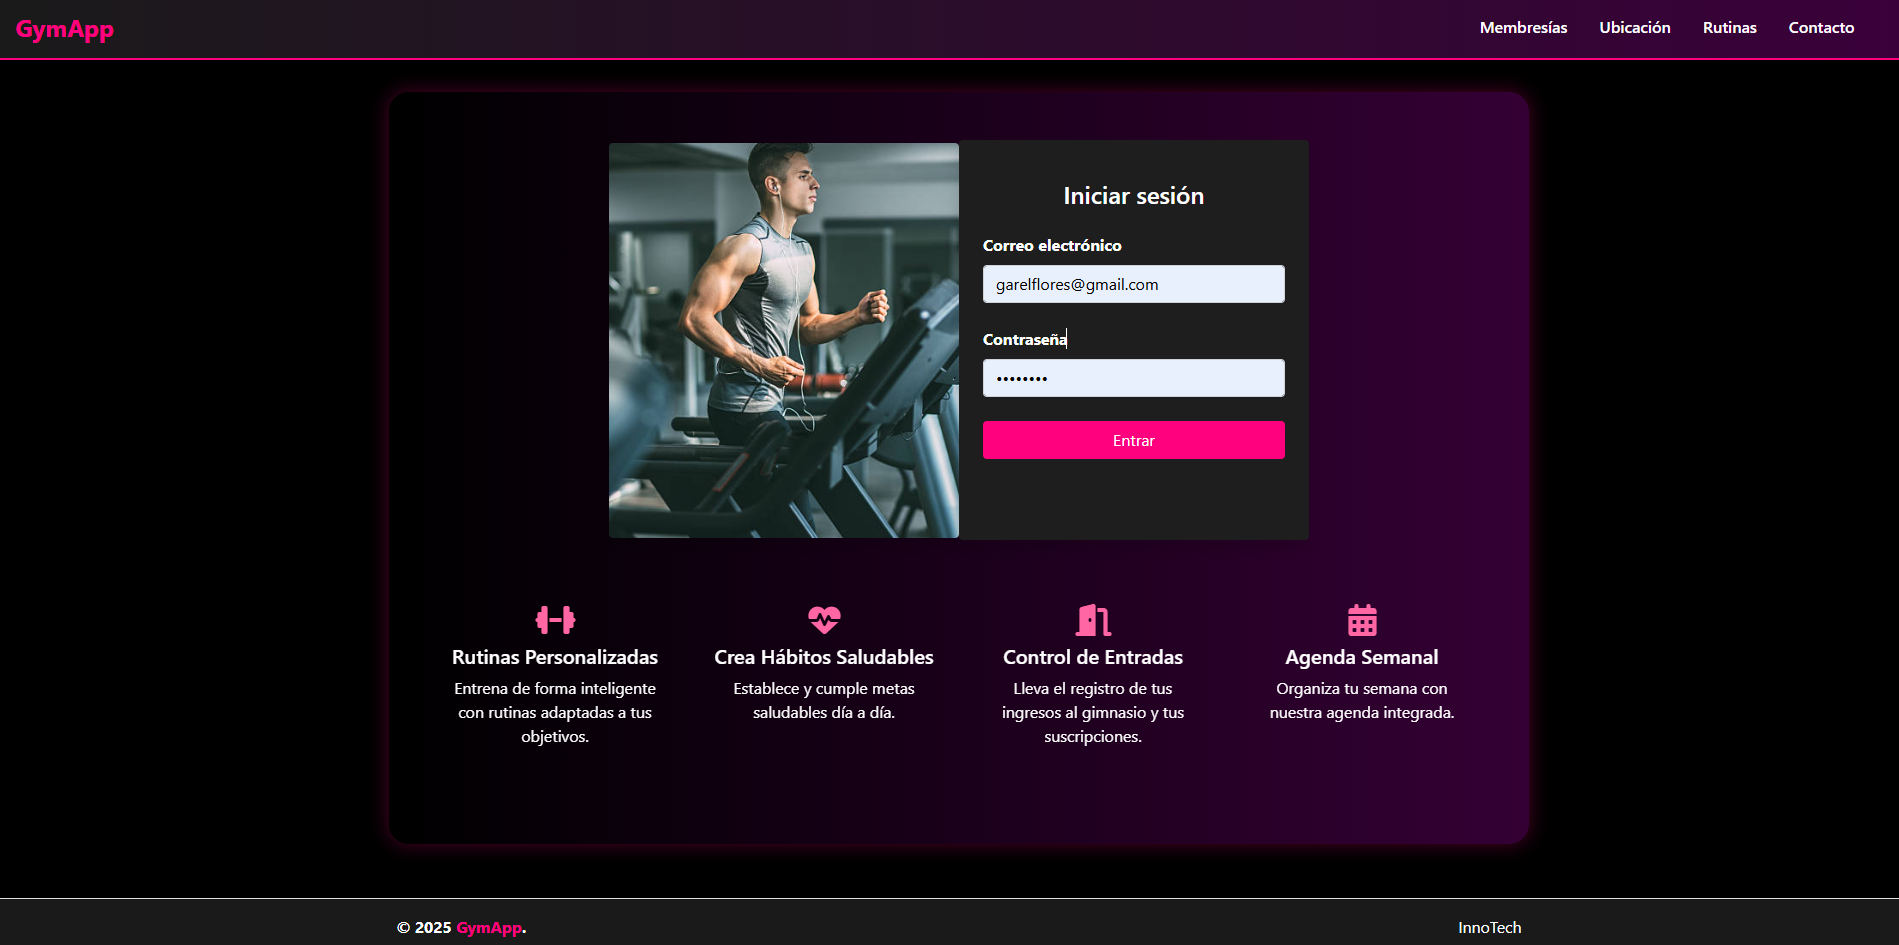 GymApp
Membresías
Ubicación
Rutinas
Contacto
Iniciar sesión
Correo electrónico
garelflores@gmail.com
Contraseña
••••••••
Entrar
Rutinas Personalizadas
Entrena de forma inteligente
con rutinas adaptadas a tus
objetivos.
Crea Hábitos Saludables
Establece y cumple metas
saludables día a día.
Control de Entradas
Lleva el registro de tus
ingresos al gimnasio y tus
suscripciones.
Agenda Semanal
Organiza tu semana con
nuestra agenda integrada.
© 2025 GymApp.
InnoTech